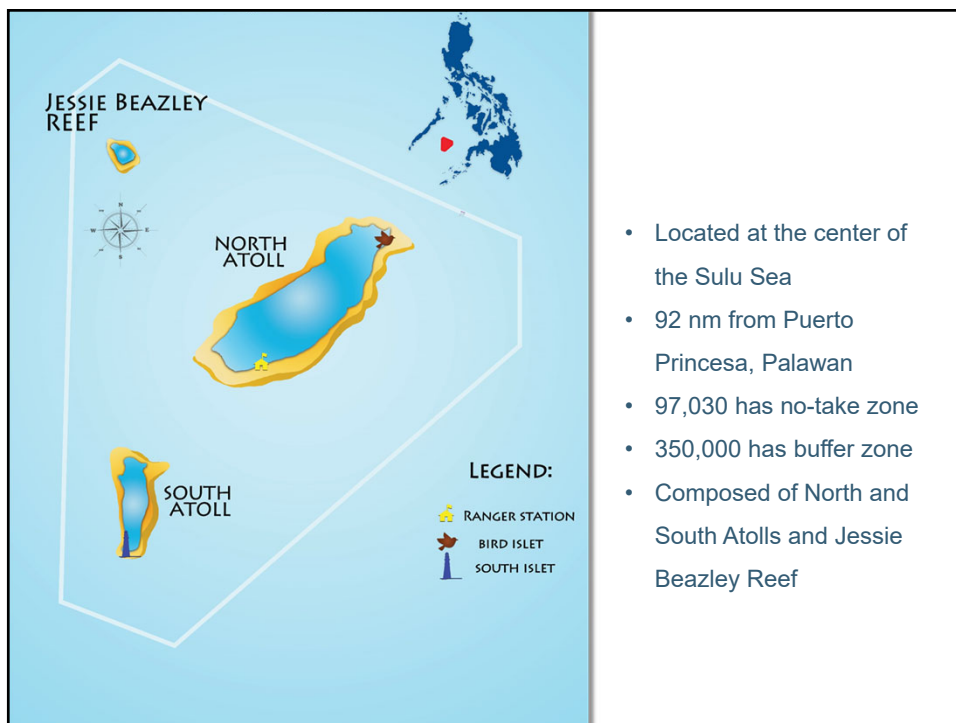 JESSIE BEAZLEY
REEF
N
W
E
S
NORTH
ATOLL
SOUTH
ATOLL
LEGEND:
RANGER STATION
BIRD ISLET
SOUTH ISLET
• Located at the center of
the Sulu Sea
• 92 nm from Puerto
Princesa, Palawan
• 97,030 has no-take zone
• 350,000 has buffer zone
• Composed of North and
South Atolls and Jessie
Beazley Reef